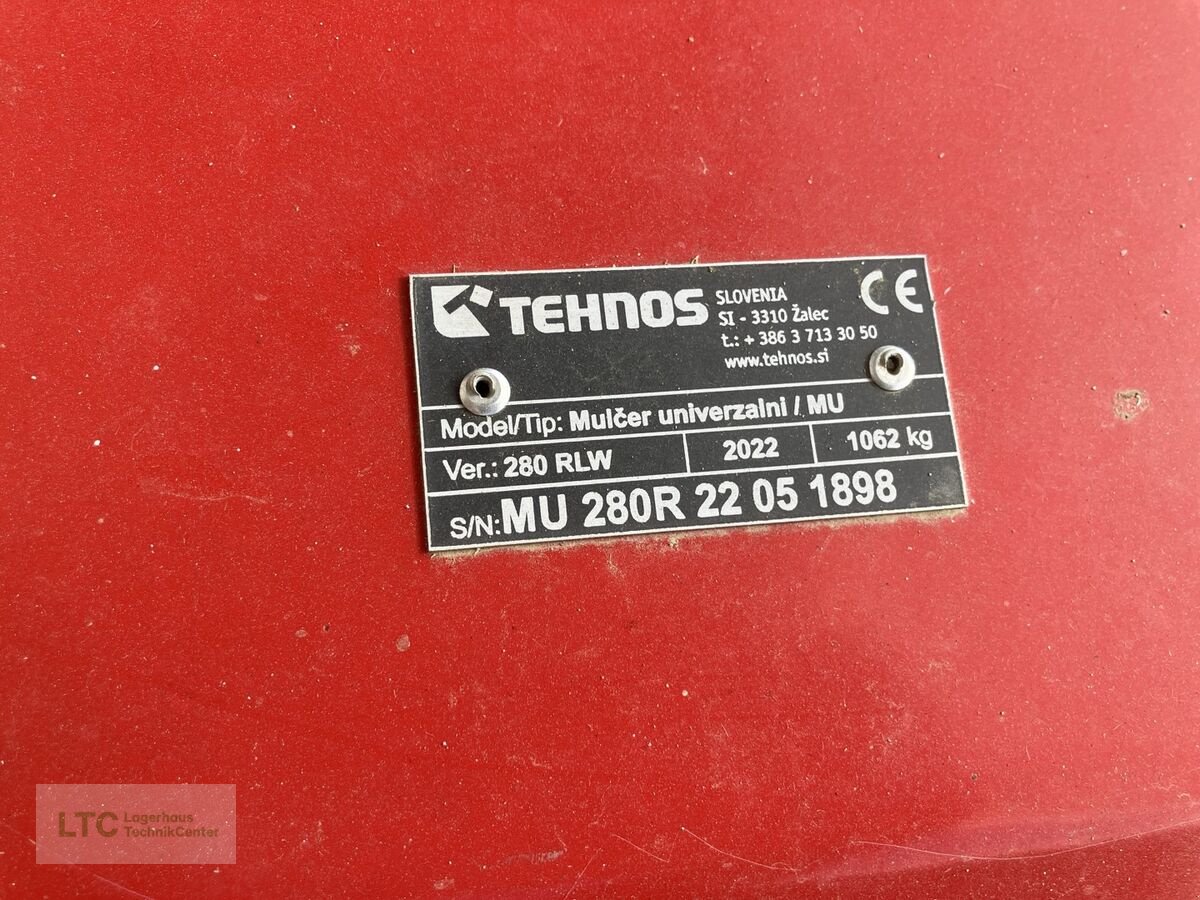 TEHNOS
SLOVENIA
SI - 3310 Žalec
t.: + 386 3 713 30 50
www.tehnos.si
CE
Model/Tip: Mulčer univerzalni / MU
Ver.: 280 RLW 2022 1062 kg
S/N: MU 280R 22 05 1898
LTC Lagerhaus
TechnikCenter